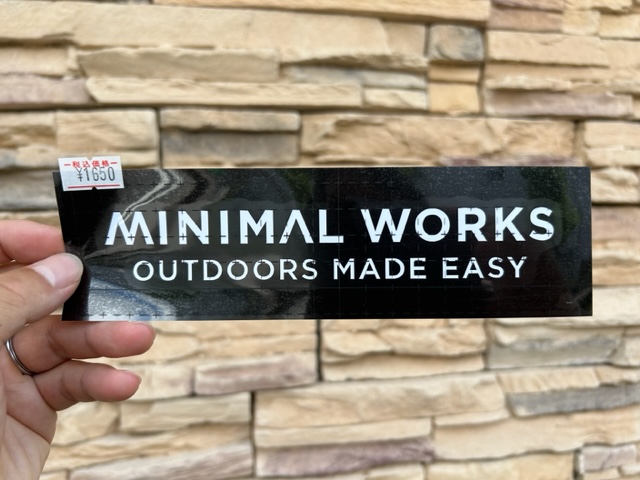 税込価格
¥1650
MINIMAL WORKS
OUTDOORS MADE EASY